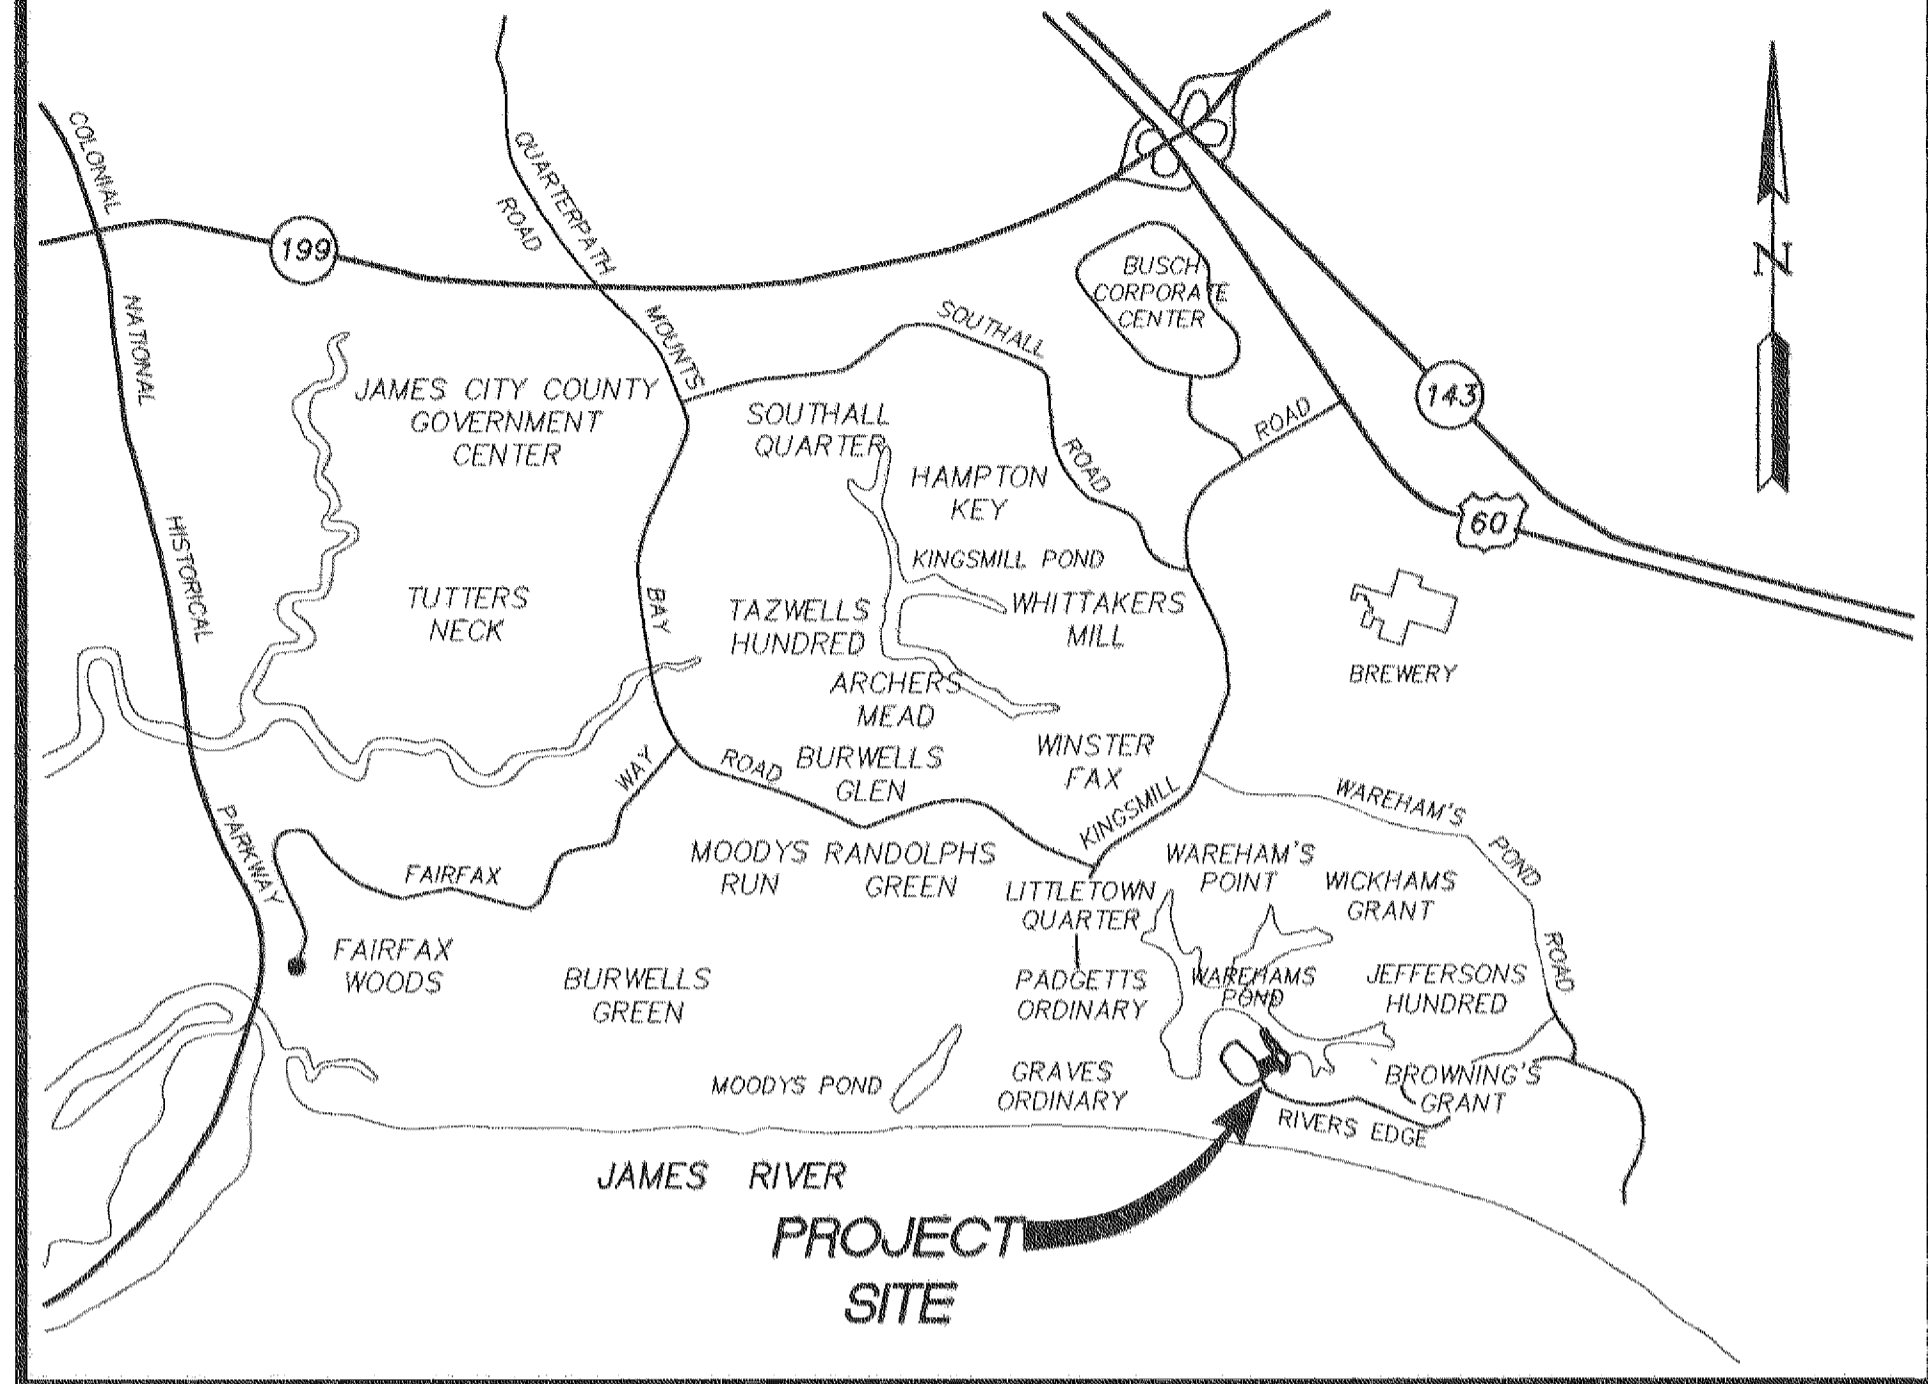 COLONIAL
NATIONAL
HISTORICAL
PARKWAY
199
QUARTERPATH
ROAD
MOUNTS
BAY
ROAD
SOUTHALL
ROAD
BUSCH
CORPORATE
CENTER
ROAD
143
60
N
JAMES CITY COUNTY
GOVERNMENT
CENTER
SOUTHALL
QUARTER
HAMPTON
KEY
KINGSMILL POND
TUTTERS
NECK
TAZWELLS
HUNDRED
WHITTAKERS
MILL
BREWERY
ARCHERS
MEAD
WINSTER
FAX
BURWELLS
GLEN
KINGSMILL
WAREHAM'S
POND
ROAD
FAIRFAX
WAY
MOODYS
RUN
RANDOLPHS
GREEN
LITTLETOWN
QUARTER
WAREHAM'S
POINT
WICKHAMS
GRANT
FAIRFAX
WOODS
BURWELLS
GREEN
PADGETTS
ORDINARY
WAREHAMS
POND
JEFFERSONS
HUNDRED
MOODYS POND
GRAVES
ORDINARY
BROWNING'S
GRANT
RIVERS EDGE
JAMES RIVER
PROJECT
SITE